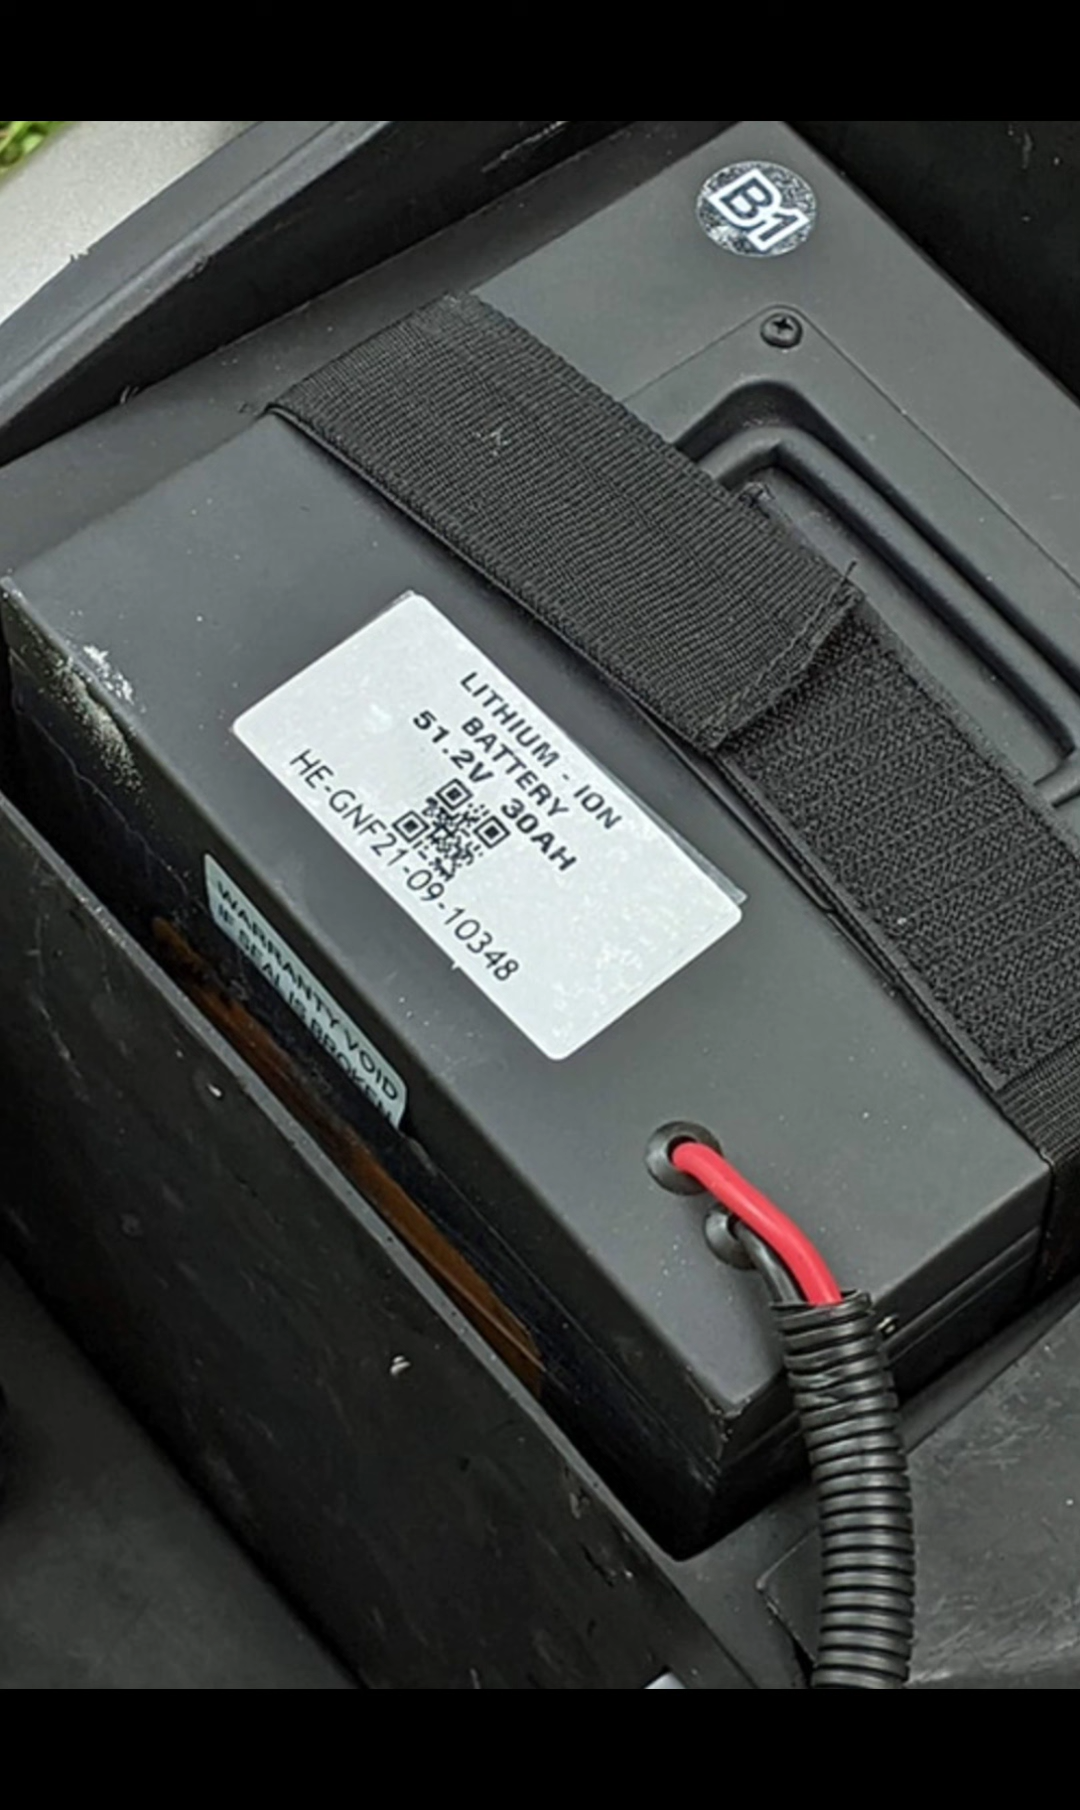 B1
LITHIUM - ION
BATTERY
51.2V 30AH
HE-GNF21-09-10348
WARRANTY VOID
IF SEAL IS BROKEN